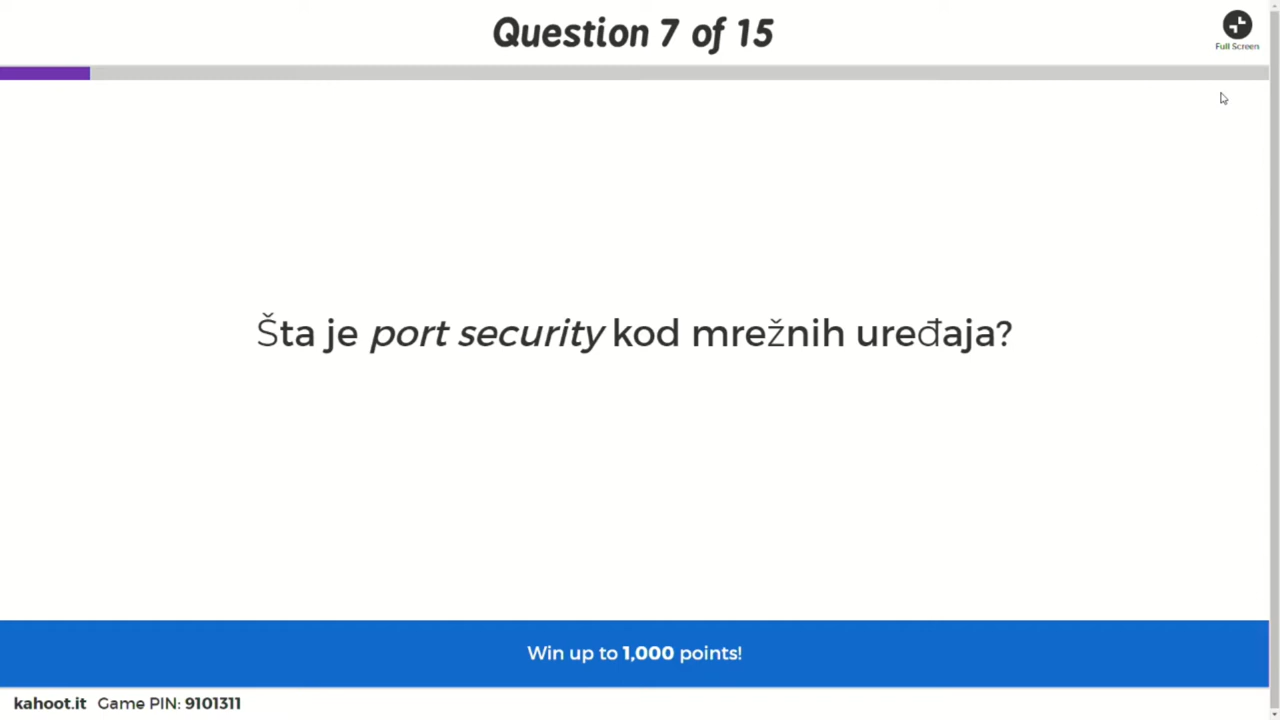 Question 7 of 15
Full Screen
Šta je port security kod mrežnih uređaja?
Win up to 1,000 points!
kahoot.it Game PIN: 9101311